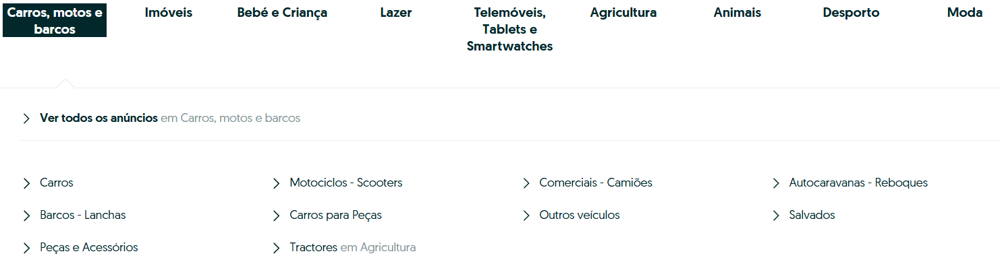 Carros, motos e
barcos
Imóveis
Bebé e Criança
Lazer
Telemóveis,
Tablets e
Smartwatches
Agricultura
Animais
Desporto
Moda
Ver todos os anúncios em Carros, motos e barcos
Carros
Motociclos - Scooters
Comerciais - Camiões
Autocaravanas - Reboques
Barcos - Lanchas
Carros para Peças
Outros veículos
Salvados
Peças e Acessórios
Tractores em Agricultura